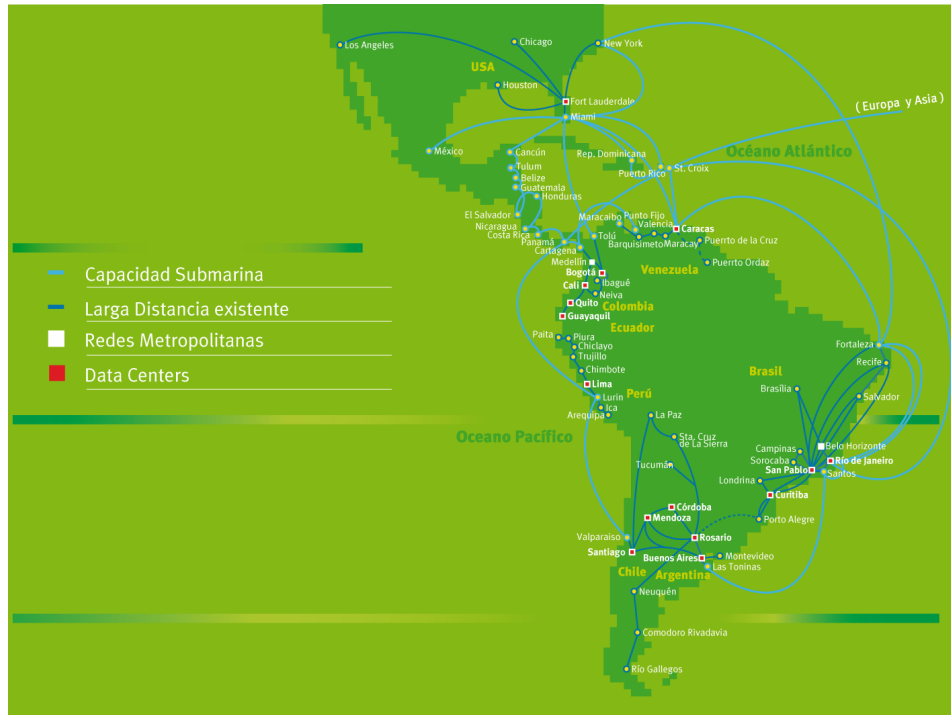 Los Angeles
Chicago
New York
USA
Houston
Fort Lauderdale
( Europa y Asia )
Miami
México
Cancún
Rep. Dominicana
Océano Atlántico
Tulum
Puerto Rico
St. Croix
Belize
Guatemala
Honduras
El Salvador
Maracaibo
Punto Fijo
Nicaragua
Valencia
Caracas
Costa Rica
Tolú
Panamá
Barquisimeto
Maracay
Puerrto de la Cruz
Cartagena
Medellín
Venezuela
Puerrto Ordaz
Bogotá
Capacidad Submarina
Cali
Ibagué
Neiva
Larga Distancia existente
Quito
Colombia
Guayaquil
Ecuador
Redes Metropolitanas
Paita
Piura
Fortaleza
Chiclayo
Trujillo
Recife
Data Centers
Chimbote
Brasil
Lima
Brasília
Perú
Salvador
Lurin
Ica
Arequipa
La Paz
Oceano Pacífico
Sta. Cruz
de La Sierra
Belo Horizonte
Campinas
Tucumán
Sorocaba
Río de Janeiro
San Pablo
Santos
Londrina
Curitiba
Córdoba
Mendoza
Porto Alegre
Valparaiso
Rosario
Santiago
Buenos Aires
Montevideo
Las Toninas
Chile
Argentina
Neuquén
Comodoro Rivadavia
Río Gallegos